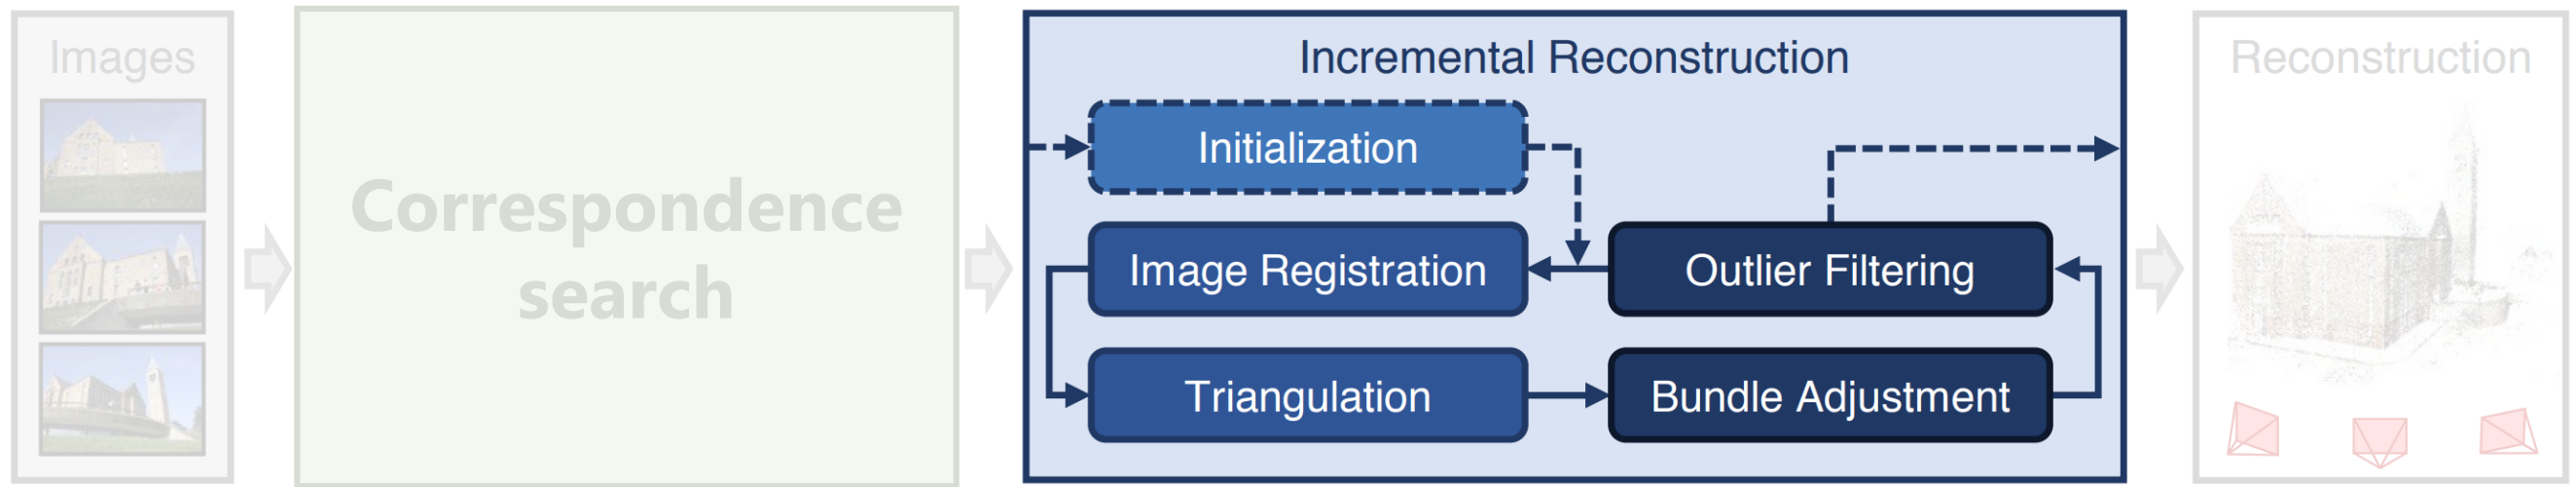 Images
Correspondence
search
Incremental Reconstruction
Initialization
Image Registration
Outlier Filtering
Triangulation
Bundle Adjustment
Reconstruction